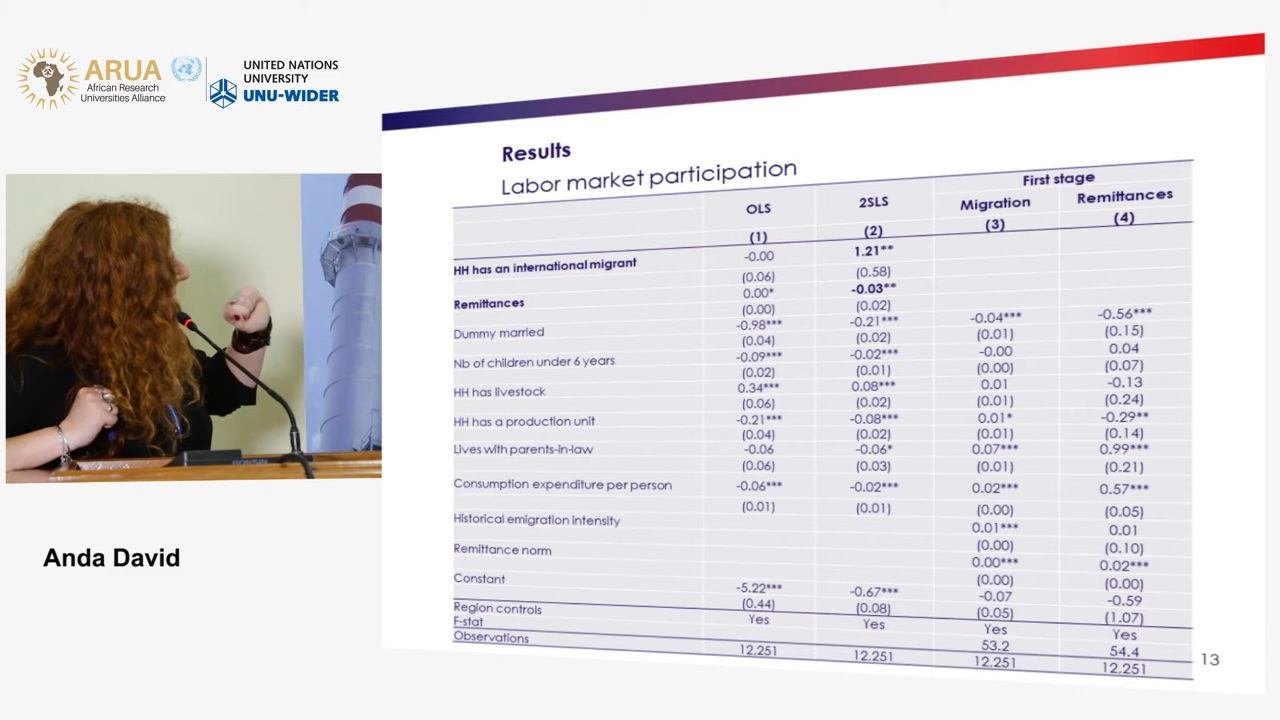 ARUA
African Research
Universities Alliance
UNITED NATIONS
UNIVERSITY
UNU-WIDER
Results
Labor market participation
First stage
OLS 2SLS Migration Remittances
(1) (2) (3) (4)
HH has an international migrant -0.00 1.21**
(0.06) (0.58)
Remittances 0.00* -0.03**
(0.00) (0.02)
Dummy married -0.98*** -0.21*** -0.04*** -0.56***
(0.04) (0.02) (0.01) (0.15)
Nb of children under 6 years -0.09*** -0.02*** -0.00 0.04
(0.02) (0.01) (0.00) (0.07)
HH has livestock 0.34*** 0.08*** 0.01 -0.13
(0.06) (0.02) (0.01) (0.24)
HH has a production unit -0.21*** -0.08*** 0.01* -0.29**
(0.04) (0.02) (0.01) (0.14)
Lives with parents-in-law -0.06 -0.06* 0.07*** 0.99***
(0.06) (0.03) (0.01) (0.21)
Consumption expenditure per person -0.06*** -0.02*** 0.02*** 0.57***
(0.01) (0.01) (0.00) (0.05)
Historical emigration intensity 0.01*** 0.01
(0.00) (0.10)
Remittance norm 0.00*** 0.02***
(0.00) (0.00)
Constant -5.22*** -0.67*** -0.07 -0.59
(0.44) (0.08) (0.05) (1.07)
Region controls Yes Yes Yes Yes
F-stat 53.2 54.4
Observations 12,251 12,251 12,251 12,251
13
GONSIN
Anda David